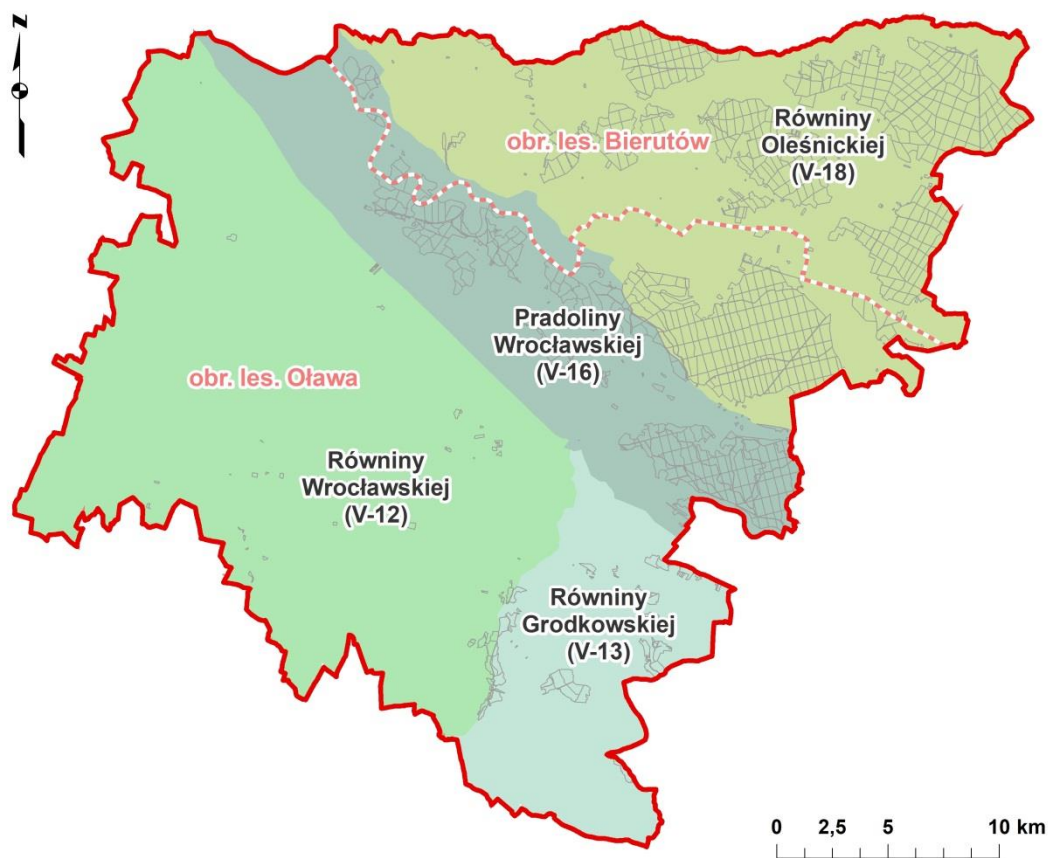 N
Równiny
Oleśnickiej
(V-18)
obr. les. Bierutów
Pradoliny
Wrocławskiej
(V-16)
obr. les. Oława
Równiny
Wrocławskiej
(V-12)
Równiny
Grodkowskiej
(V-13)
0 2,5 5 10 km